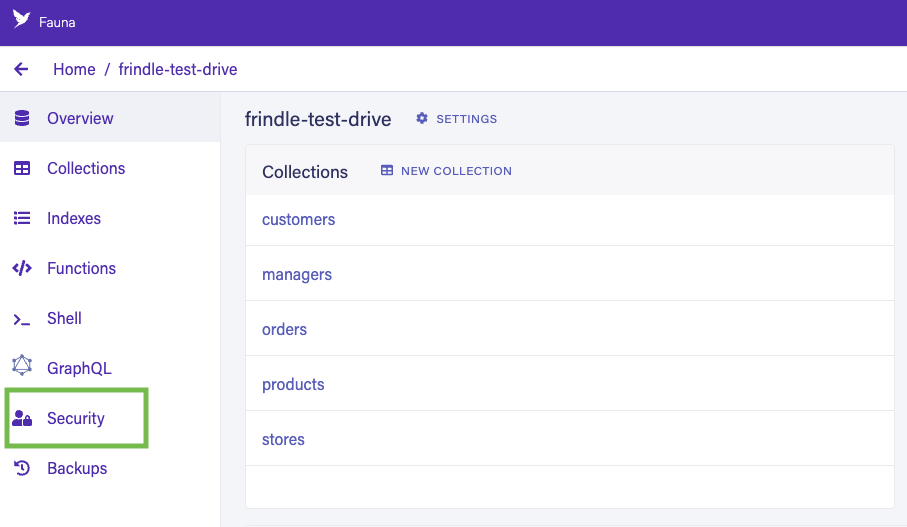 Fauna
Home / frindle-test-drive
Overview
Collections
Indexes
Functions
Shell
GraphQL
Security
Backups
frindle-test-drive SETTINGS
Collections NEW COLLECTION
customers
managers
orders
products
stores